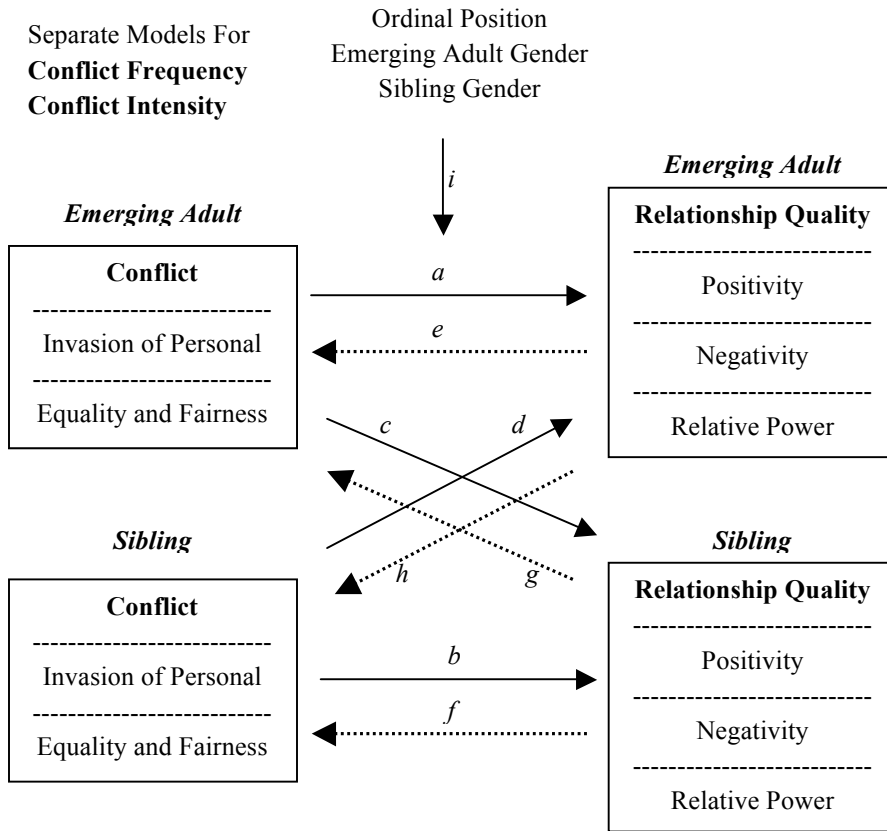 Separate Models For
Conflict Frequency
Conflict Intensity
Ordinal Position
Emerging Adult Gender
Sibling Gender
i
Emerging Adult
Conflict
Invasion of Personal
Equality and Fairness
Emerging Adult
Relationship Quality
Positivity
Negativity
Relative Power
a
e
c
d
h
g
Sibling
Conflict
Invasion of Personal
Equality and Fairness
b
f
Sibling
Relationship Quality
Positivity
Negativity
Relative Power